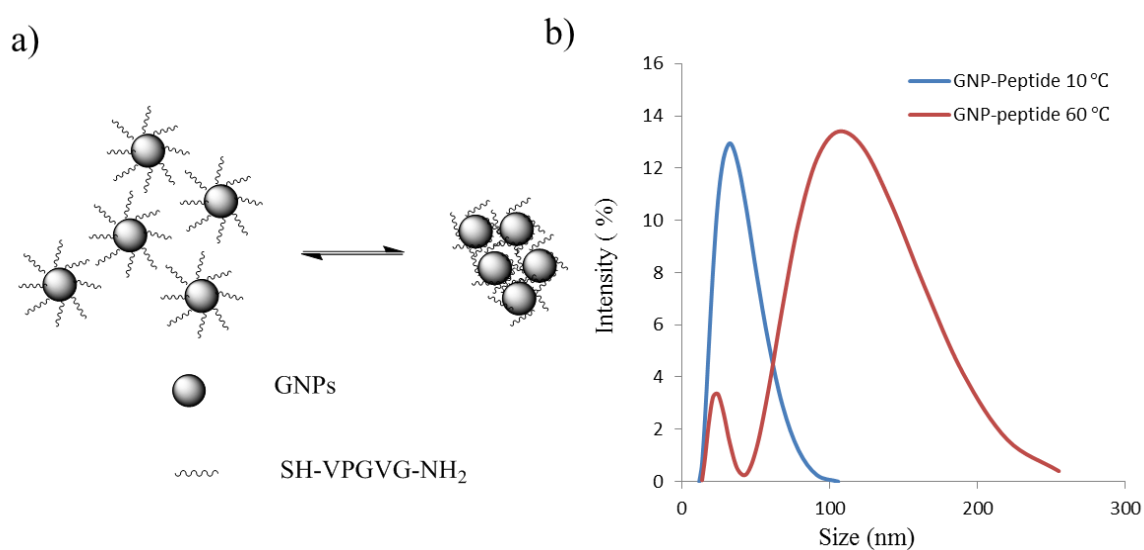 a)
GNPs
SH-VPGVG-NH₂
b)
GNP-Peptide 10 °C
GNP-peptide 60 °C
Intensity ( %)
16
14
12
10
8
6
4
2
0
0 100 200 300
Size (nm)